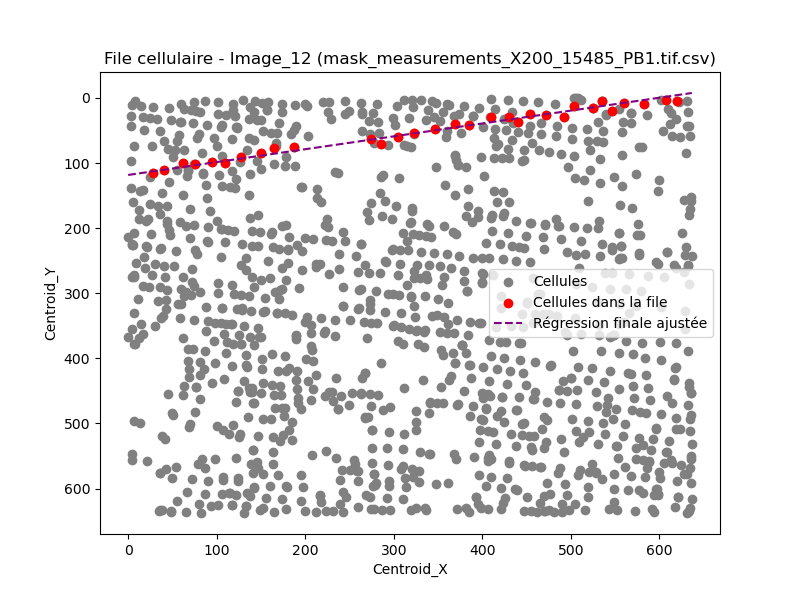 File cellulaire - Image_12 (mask_measurements_X200_15485_PB1.tif.csv)
0
100
200
300
400
500
600
Centroid_Y
Cellules
Cellules dans la file
Régression finale ajustée
0 100 200 300 400 500 600
Centroid_X